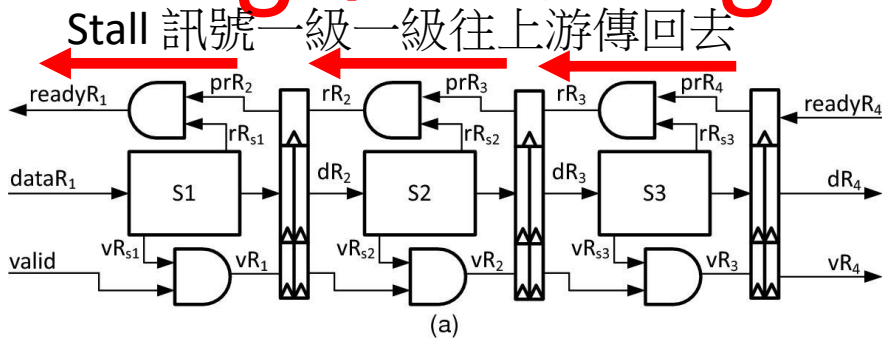 Stall 訊號一級一級往上游傳回去
readyR1 prR2 rR2 prR3 rR3 prR4 readyR4
rRs1 rRs2 rRs3
dataR1 S1 dR2 S2 dR3 S3 dR4
vRs1 vRs2 vRs3
valid vR1 vR2 vR3 vR4
(a)